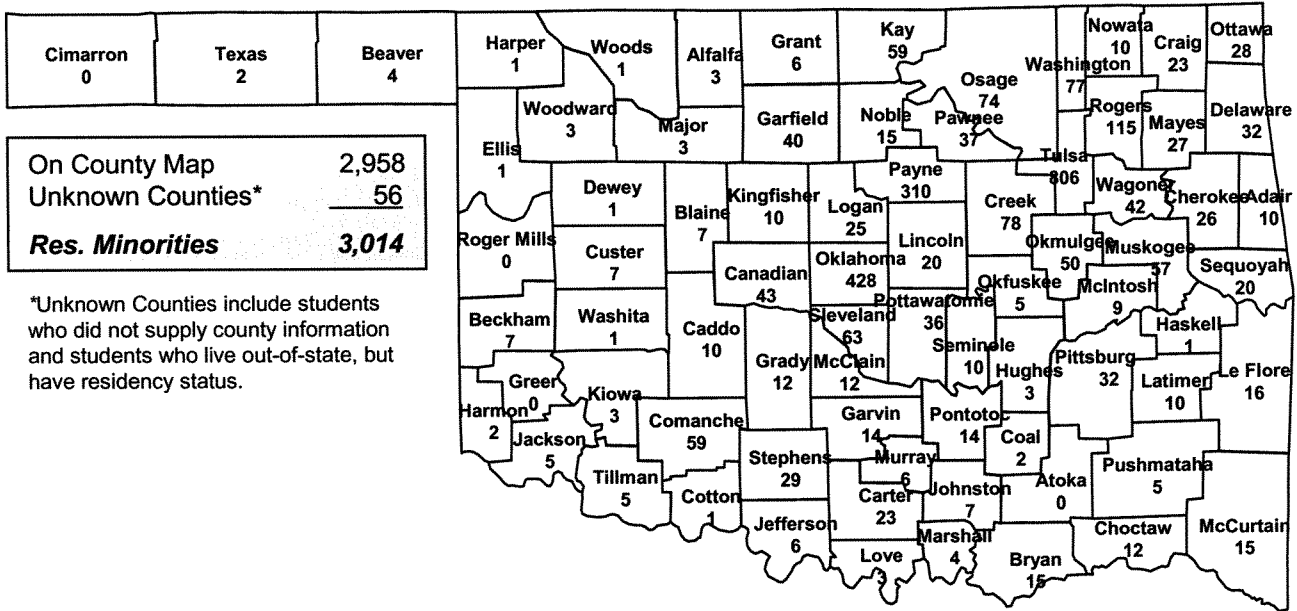 Cimarron
0
Texas
2
Beaver
4
Harper
1
Woods
1
Alfalfa
3
Grant
6
Kay
59
Osage
74
Washington
77
Nowata
10
Craig
23
Ottawa
28
Woodward
3
Major
3
Garfield
40
Noble
15
Pawnee
37
Rogers
115
Mayes
27
Delaware
32
Ellis
1
On County Map 2,958
Unknown Counties* 56
Res. Minorities 3,014
*Unknown Counties include students
who did not supply county information
and students who live out-of-state, but
have residency status.
Dewey
1
Blaine
7
Kingfisher
10
Logan
25
Payne
310
Creek
78
Tulsa
806
Wagoner
42
Cherokee
26
Adair
10
Roger Mills
0
Custer
7
Canadian
43
Oklahoma
428
Lincoln
20
Okmulgee
50
Muskogee
57
Sequoyah
20
Okfuskee
5
McIntosh
9
Beckham
7
Washita
1
Caddo
10
Grady
12
Cleveland
63
McClain
12
Pottawatomie
36
Seminole
10
Hughes
3
Pittsburg
32
Haskell
1
Latimer
10
Le Flore
16
Greer
0
Harmon
2
Jackson
5
Kiowa
3
Comanche
59
Tillman
5
Cotton
1
Stephens
29
Jefferson
6
Garvin
14
Murray
6
Carter
23
Love
3
Pontotoc
14
Johnston
7
Marshall
4
Coal
2
Atoka
0
Bryan
15
Pushmataha
5
Choctaw
12
McCurtain
15